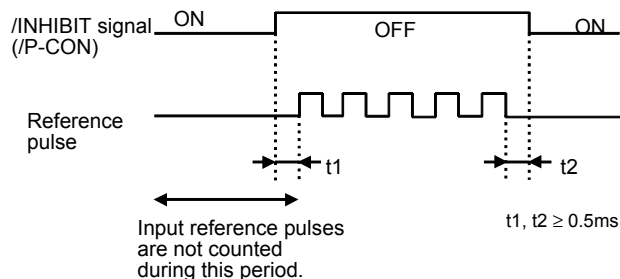 /INHIBIT signal
(/P-CON)
ON
OFF
ON
Reference
pulse
t1
t2
Input reference pulses
are not counted
during this period.
t1, t2 ≥ 0.5ms